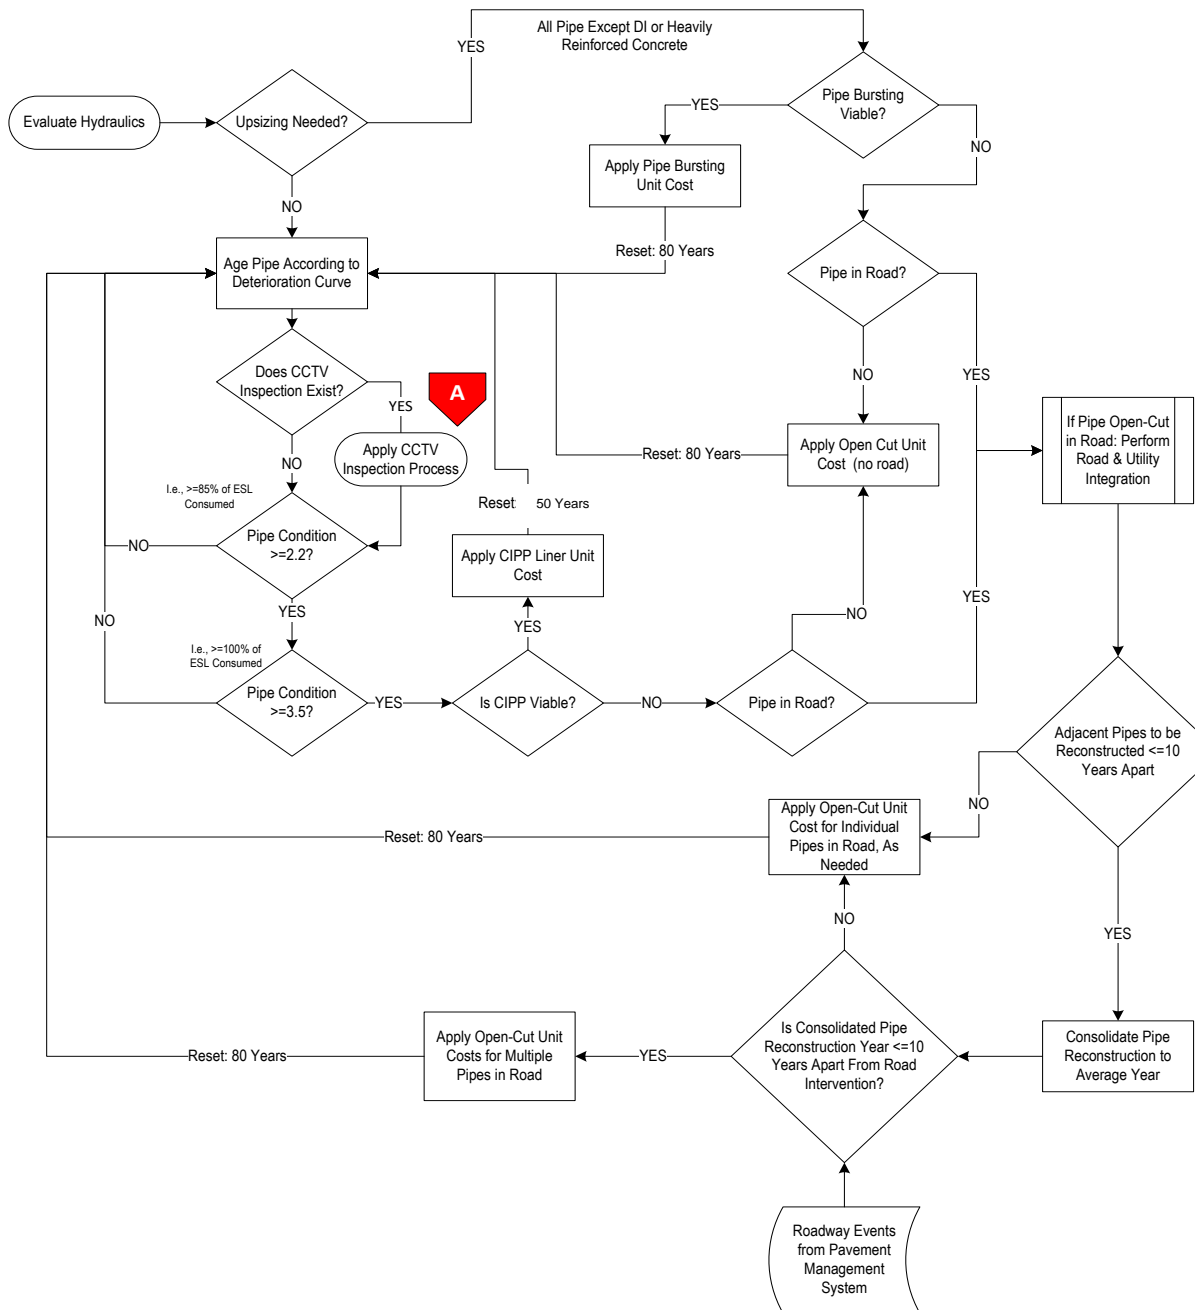 YES
All Pipe Except DI or Heavily
Reinforced Concrete
Evaluate Hydraulics
Upsizing Needed?
Pipe Bursting
Viable?
YES
NO
Apply Pipe Bursting
Unit Cost
NO
Reset: 80 Years
Age Pipe According to
Deterioration Curve
Pipe in Road?
Does CCTV
Inspection Exist?
A
YES
NO
YES
Apply CCTV
Inspection Process
NO
Reset: 80 Years
Apply Open Cut Unit
Cost (no road)
If Pipe Open-Cut
in Road: Perform
Road & Utility
Integration
I.e., >=85% of ESL
Consumed
Reset: 50 Years
Pipe Condition
>=2.2?
NO
Apply CIPP Liner Unit
Cost
YES
NO
YES
NO
YES
I.e., >=100% of
ESL Consumed
Pipe Condition
>=3.5?
YES
Is CIPP Viable?
NO
Pipe in Road?
Adjacent Pipes to be
Reconstructed <=10
Years Apart
NO
Apply Open-Cut Unit
Cost for Individual
Pipes in Road, As
Needed
Reset: 80 Years
NO
YES
Is Consolidated Pipe
Reconstruction Year <=10
Years Apart From Road
Intervention?
Apply Open-Cut Unit
Costs for Multiple
Pipes in Road
Reset: 80 Years
YES
Consolidate Pipe
Reconstruction to
Average Year
Roadway Events
from Pavement
Management
System